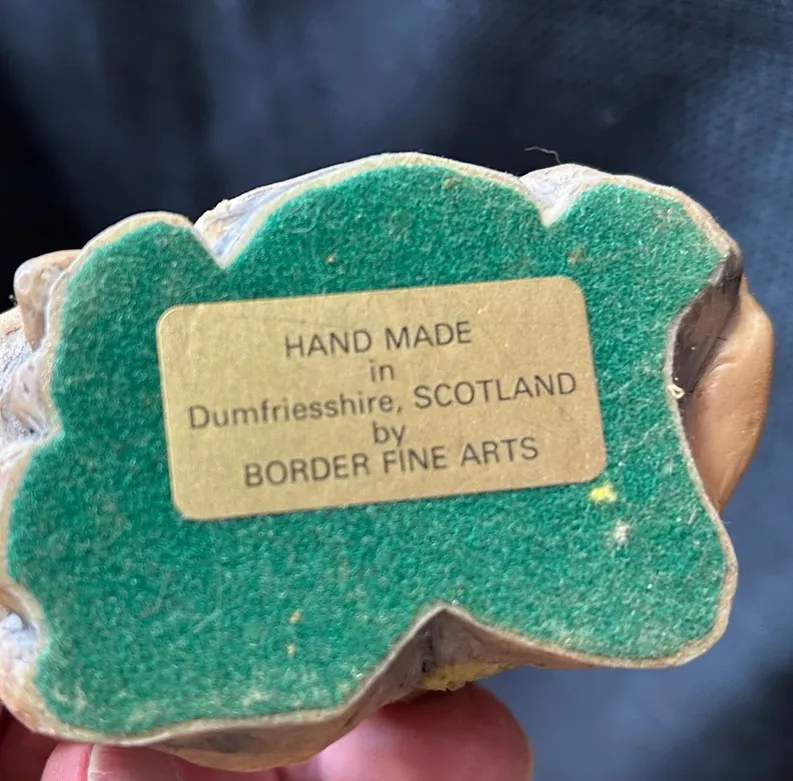 HAND MADE
in
Dumfriesshire, SCOTLAND
by
BORDER FINE ARTS